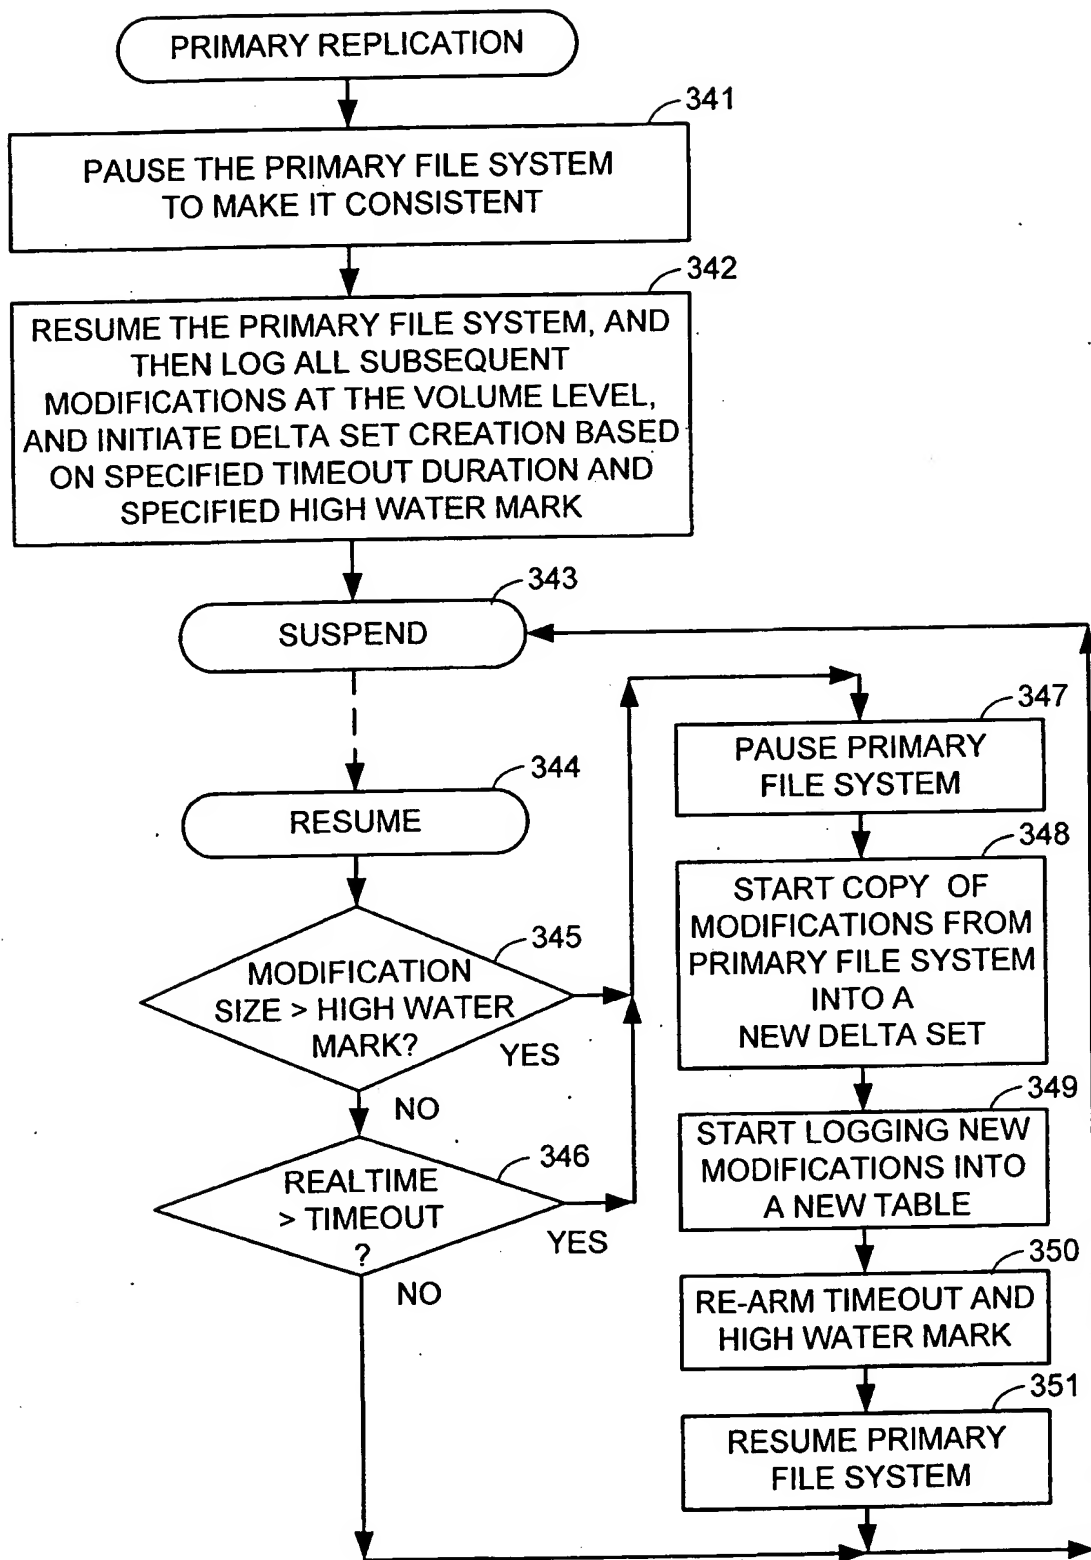 PRIMARY REPLICATION
341
PAUSE THE PRIMARY FILE SYSTEM
TO MAKE IT CONSISTENT
342
RESUME THE PRIMARY FILE SYSTEM, AND
THEN LOG ALL SUBSEQUENT
MODIFICATIONS AT THE VOLUME LEVEL,
AND INITIATE DELTA SET CREATION BASED
ON SPECIFIED TIMEOUT DURATION AND
SPECIFIED HIGH WATER MARK
343
SUSPEND
344
RESUME
345
MODIFICATION
SIZE > HIGH WATER
MARK?
YES
NO
346
REALTIME
> TIMEOUT
?
YES
NO
347
PAUSE PRIMARY
FILE SYSTEM
348
START COPY OF
MODIFICATIONS FROM
PRIMARY FILE SYSTEM
INTO A
NEW DELTA SET
349
START LOGGING NEW
MODIFICATIONS INTO
A NEW TABLE
350
RE-ARM TIMEOUT AND
HIGH WATER MARK
351
RESUME PRIMARY
FILE SYSTEM